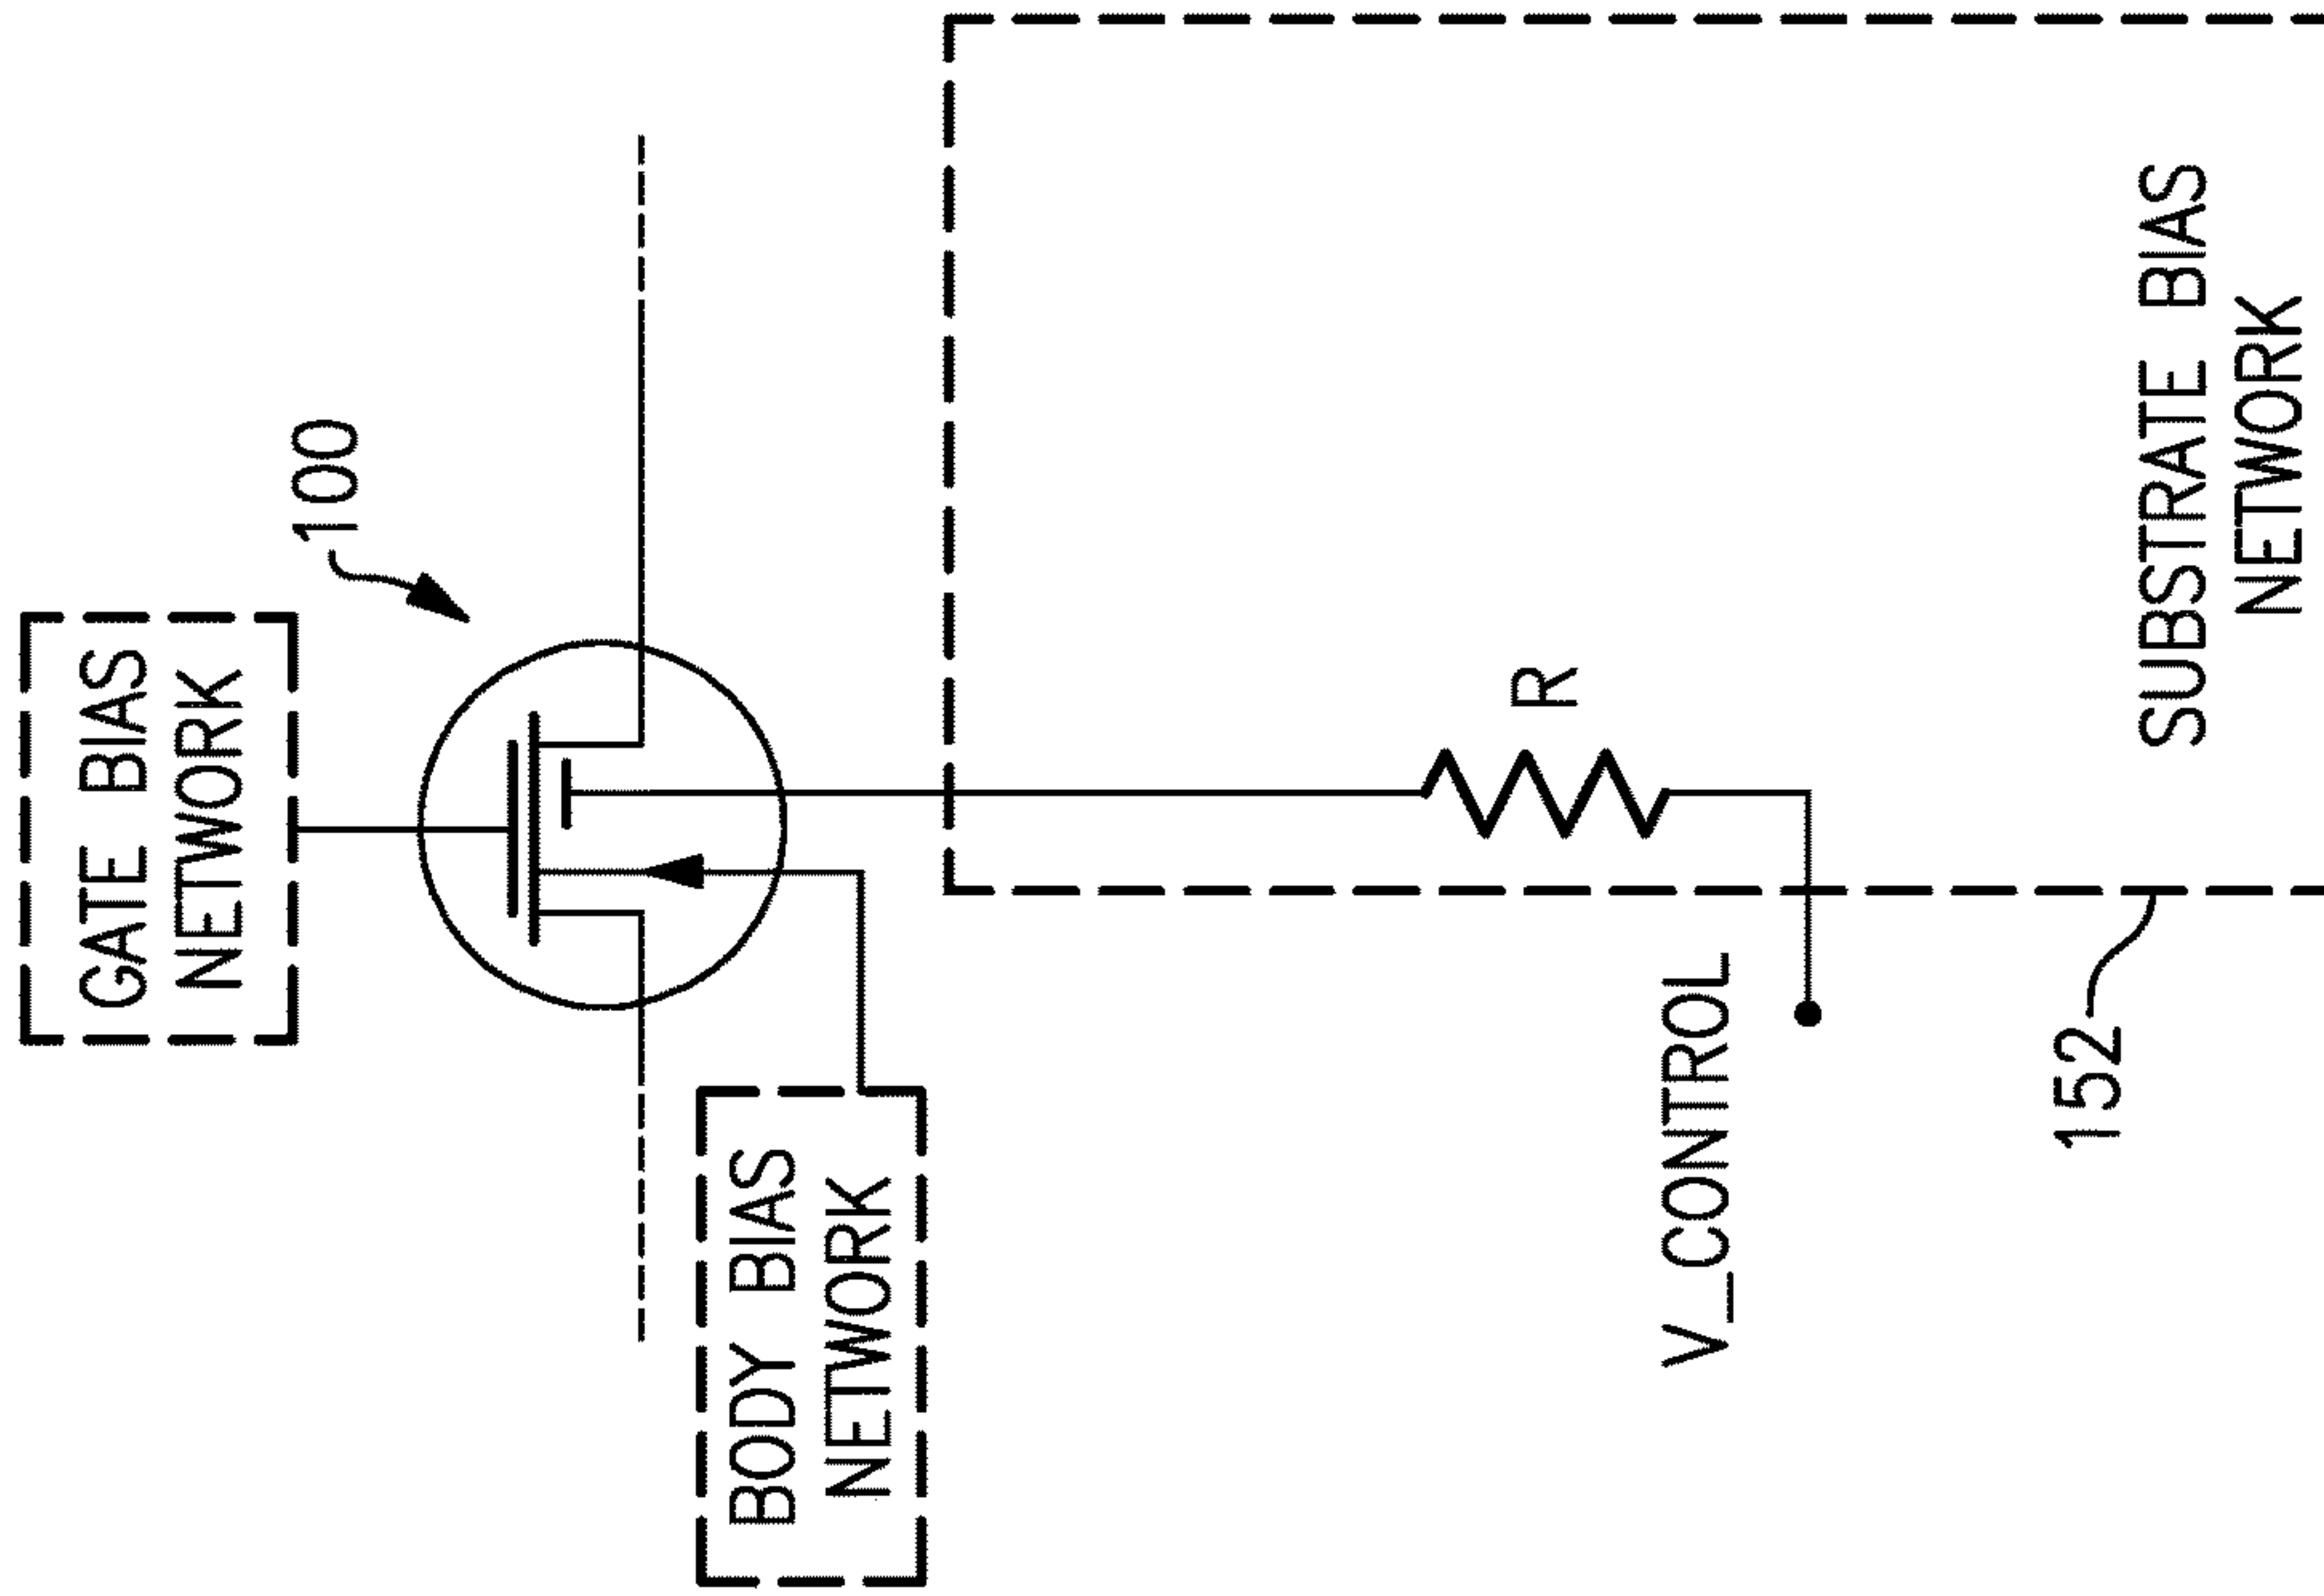 GATE BIAS
NETWORK
100
BODY BIAS
NETWORK
R
V_CONTROL
152
SUBSTRATE BIAS
NETWORK